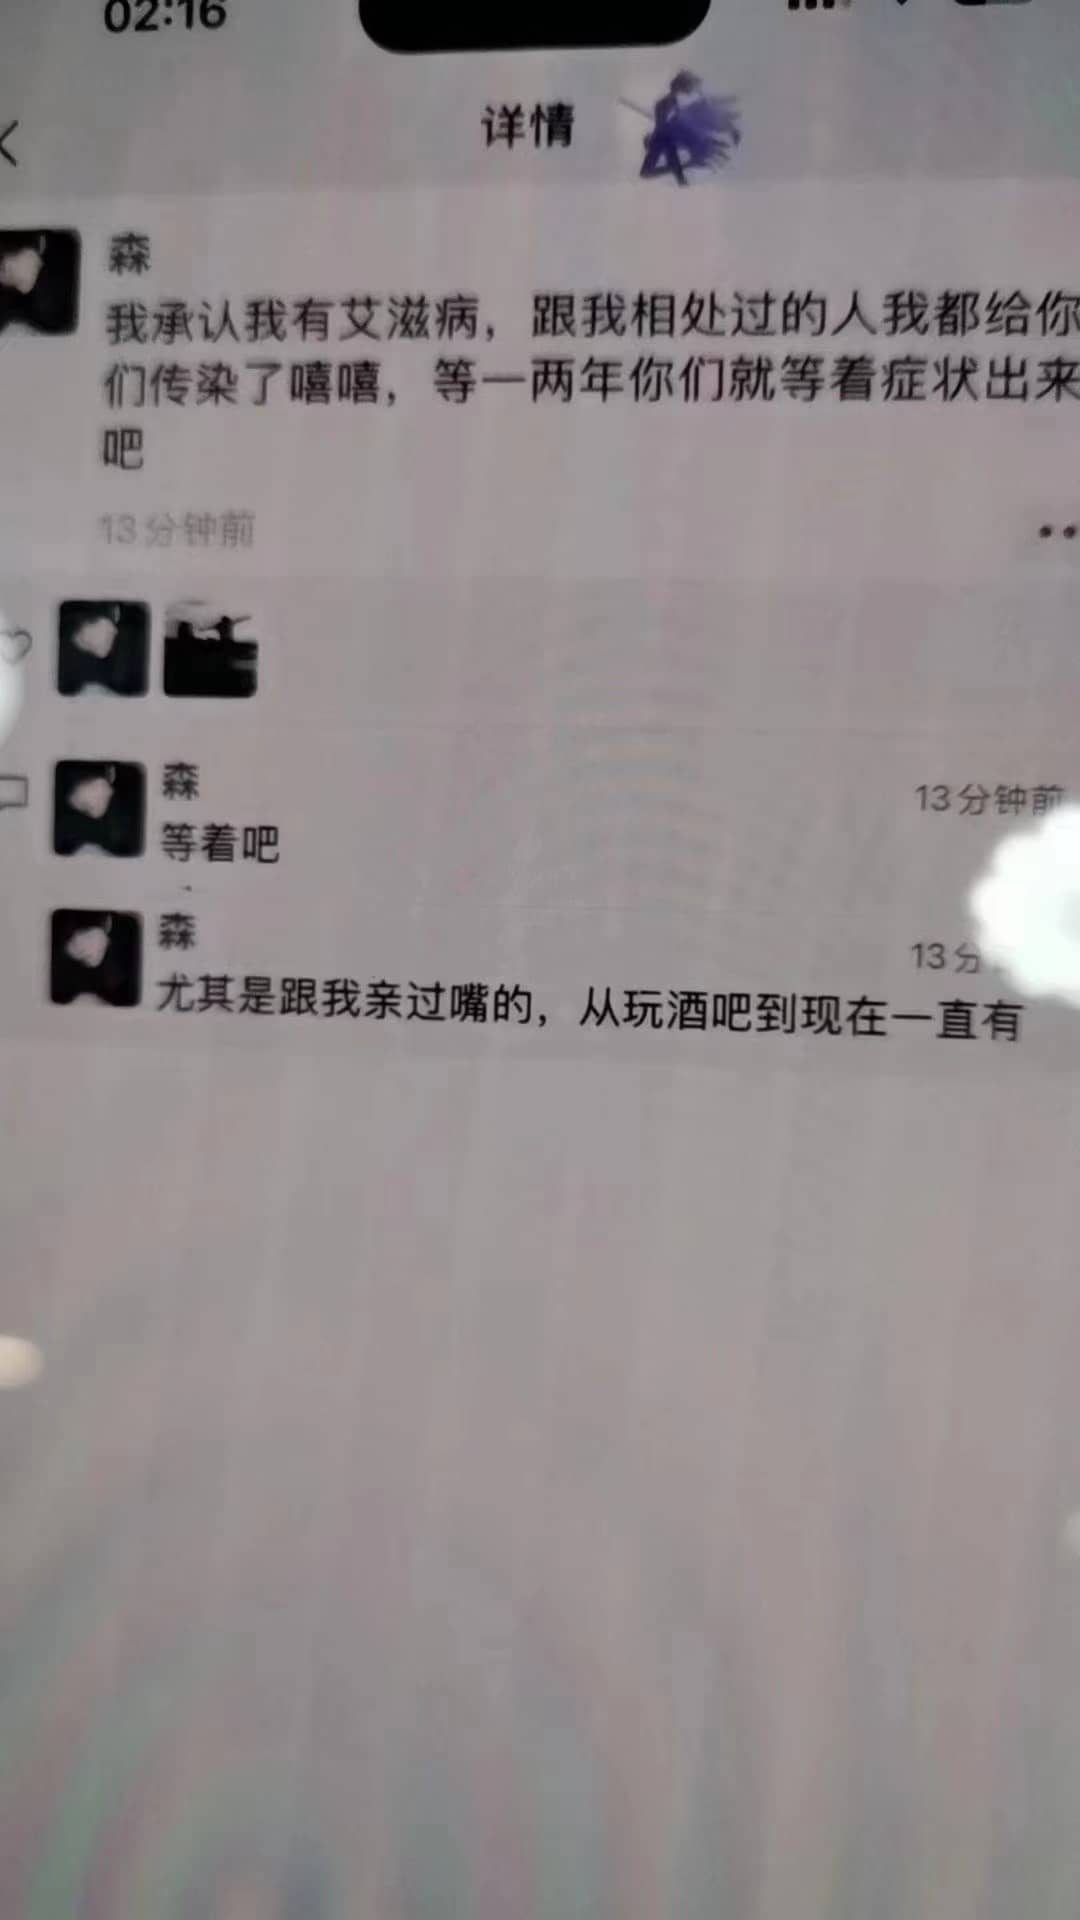 02:16
详情
森
我承认我有艾滋病，跟我相处过的人我都给你
们传染了嘻嘻，等一两年你们就等着症状出来
吧
13分钟前
森
13分钟前
等着吧
森
13分
尤其是跟我亲过嘴的，从玩酒吧到现在一直有